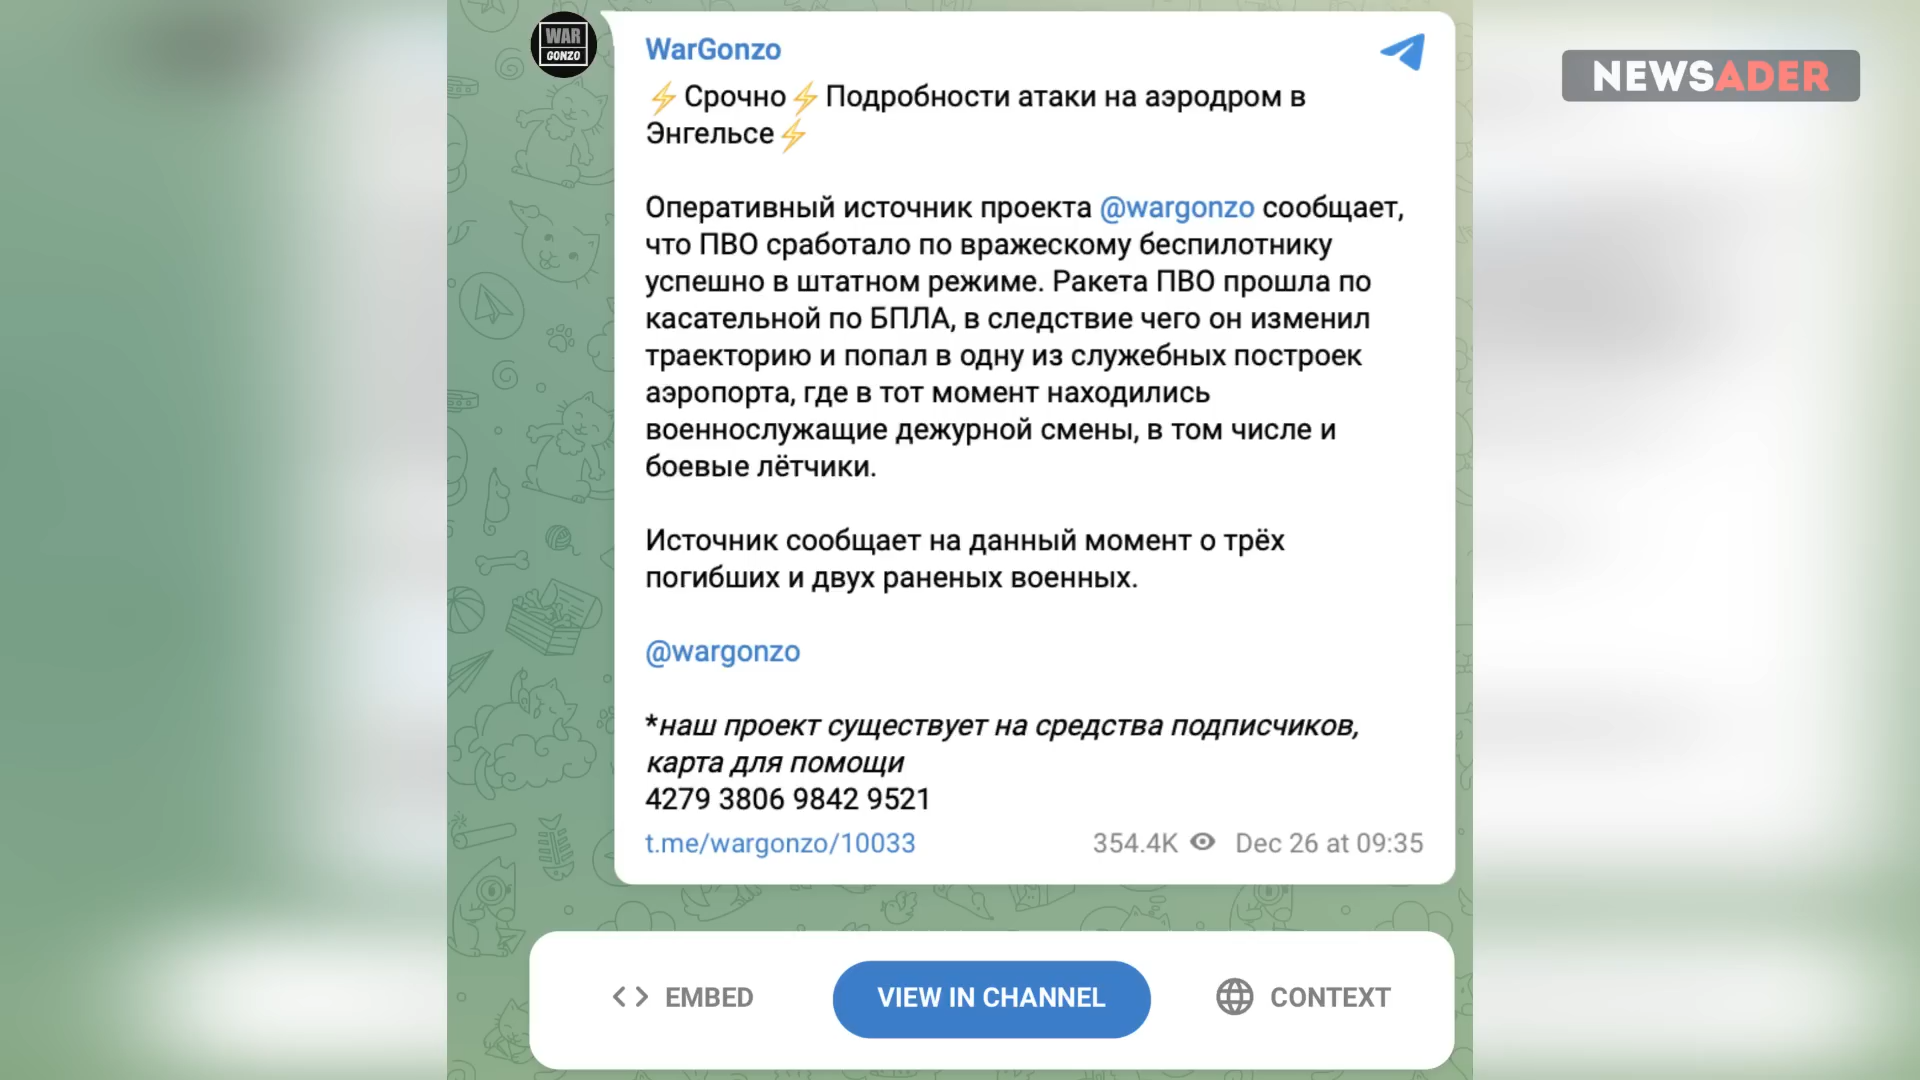 WAR
GONZO
WarGonzo
NEWSADER
⚡Срочно⚡Подробности атаки на аэродром в
Энгельсе⚡
Оперативный источник проекта @wargonzo сообщает,
что ПВО сработало по вражескому беспилотнику
успешно в штатном режиме. Ракета ПВО прошла по
касательной по БПЛА, в следствие чего он изменил
траекторию и попал в одну из служебных построек
аэропорта, где в тот момент находились
военнослужащие дежурной смены, в том числе и
боевые лётчики.
Источник сообщает на данный момент о трёх
погибших и двух раненых военных.
@wargonzo
*наш проект существует на средства подписчиков,
карта для помощи
4279 3806 9842 9521
t.me/wargonzo/10033 354.4K Dec 26 at 09:35
EMBED VIEW IN CHANNEL CONTEXT